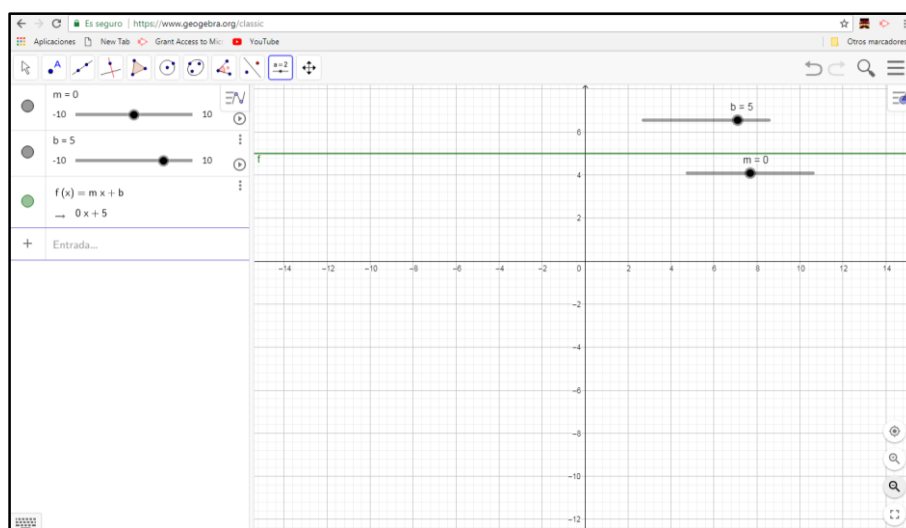 Es seguro | https://www.geogebra.org/classic
Aplicaciones New Tab Grant Access to Mic YouTube Otros marcadores
A a=2
m = 0
-10 10
b = 5
-10 10
f(x) = m x + b
→ 0 x + 5
+ Entrada...
b = 5
m = 0
f
6
4
2
−14 −12 −10 −8 −6 −4 −2 0 2 4 6 8 10 12 14
−2
−4
−6
−8
−10
−12